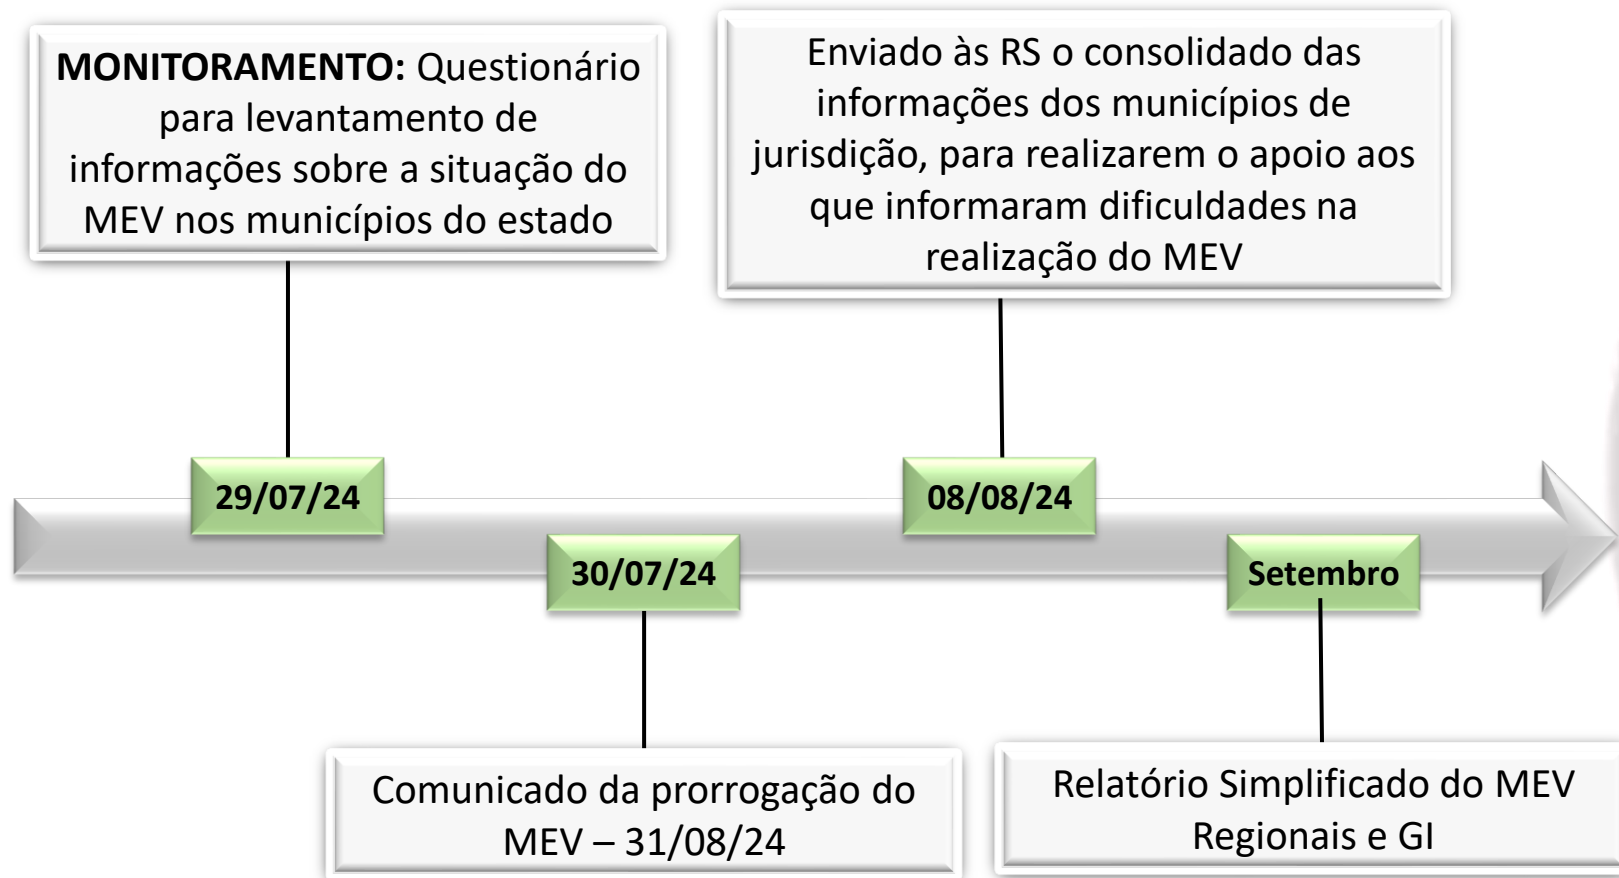 MONITORAMENTO: Questionário
para levantamento de
informações sobre a situação do
MEV nos municípios do estado
Enviado às RS o consolidado das
informações dos municípios de
jurisdição, para realizarem o apoio aos
que informaram dificuldades na
realização do MEV
29/07/24
08/08/24
30/07/24
Setembro
Comunicado da prorrogação do
MEV – 31/08/24
Relatório Simplificado do MEV
Regionais e GI